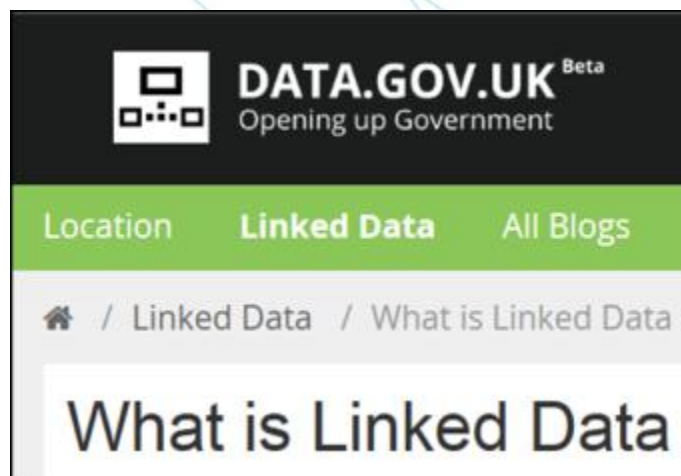 DATA.GOV.UK Beta
Opening up Government
Location Linked Data All Blogs
/ Linked Data / What is Linked Data
What is Linked Data